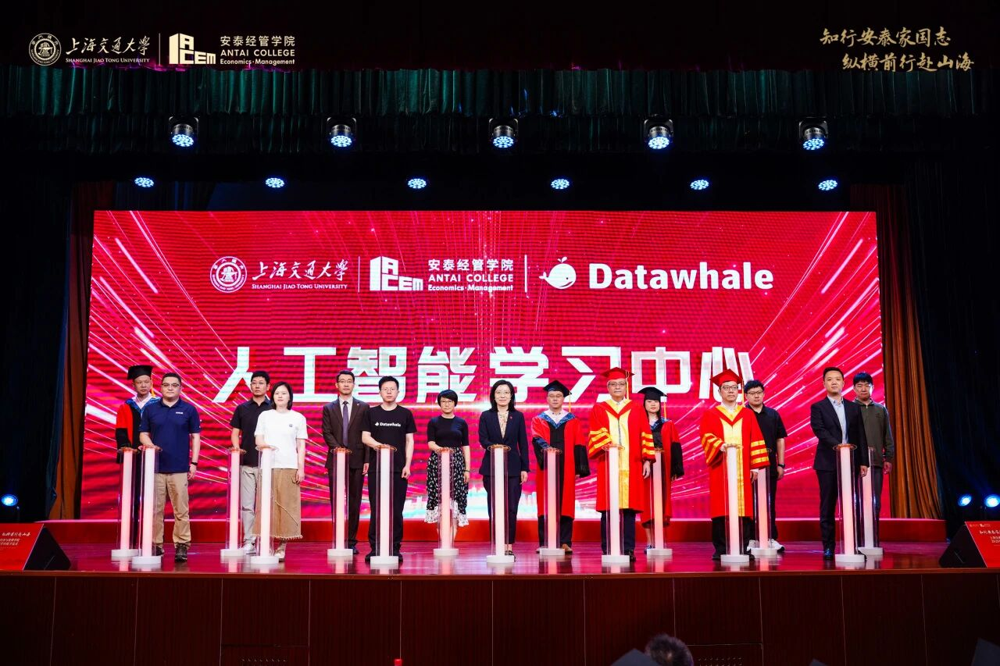 上海交通大學
SHANGHAI JIAO TONG UNIVERSITY
ACEM
安泰经管学院
ANTAI COLLEGE
Economics·Management
知行安泰家国志
纵横前行赴山海
上海交通大學
SHANGHAI JIAO TONG UNIVERSITY
ACEM
安泰经管学院
ANTAI COLLEGE
Economics·Management
Datawhale
人工智能学习中心
Datawhale